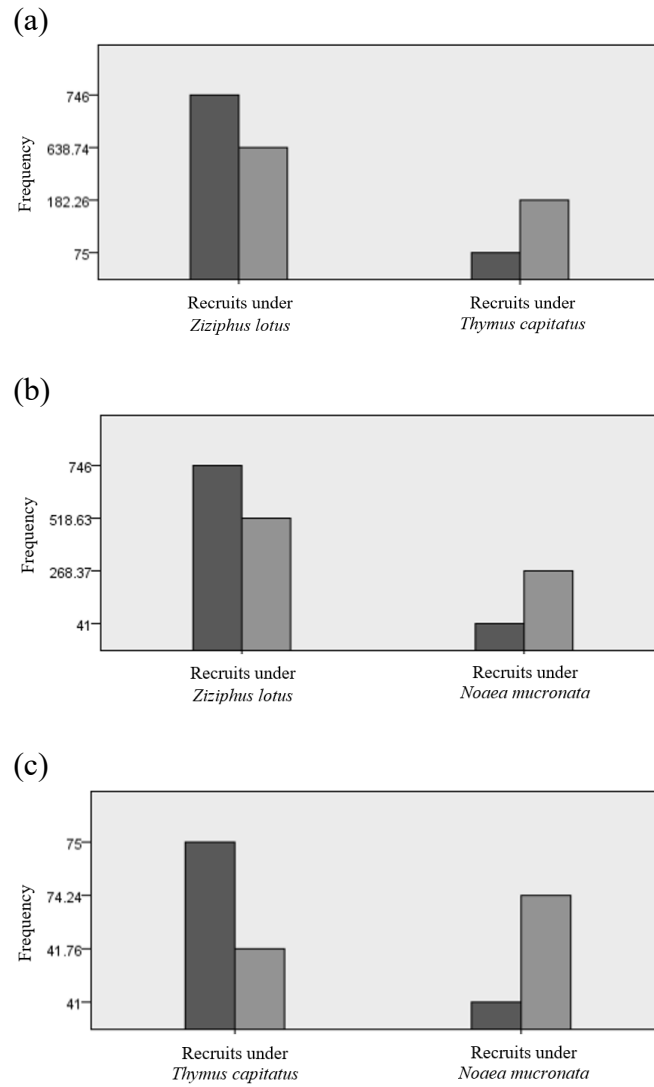 (a)
Frequency
746
638.74
182.26
75
Recruits under
Ziziphus lotus
Recruits under
Thymus capitatus
(b)
Frequency
746
518.63
268.37
41
Recruits under
Ziziphus lotus
Recruits under
Noaea mucronata
(c)
Frequency
75
74.24
41.76
41
Recruits under
Thymus capitatus
Recruits under
Noaea mucronata